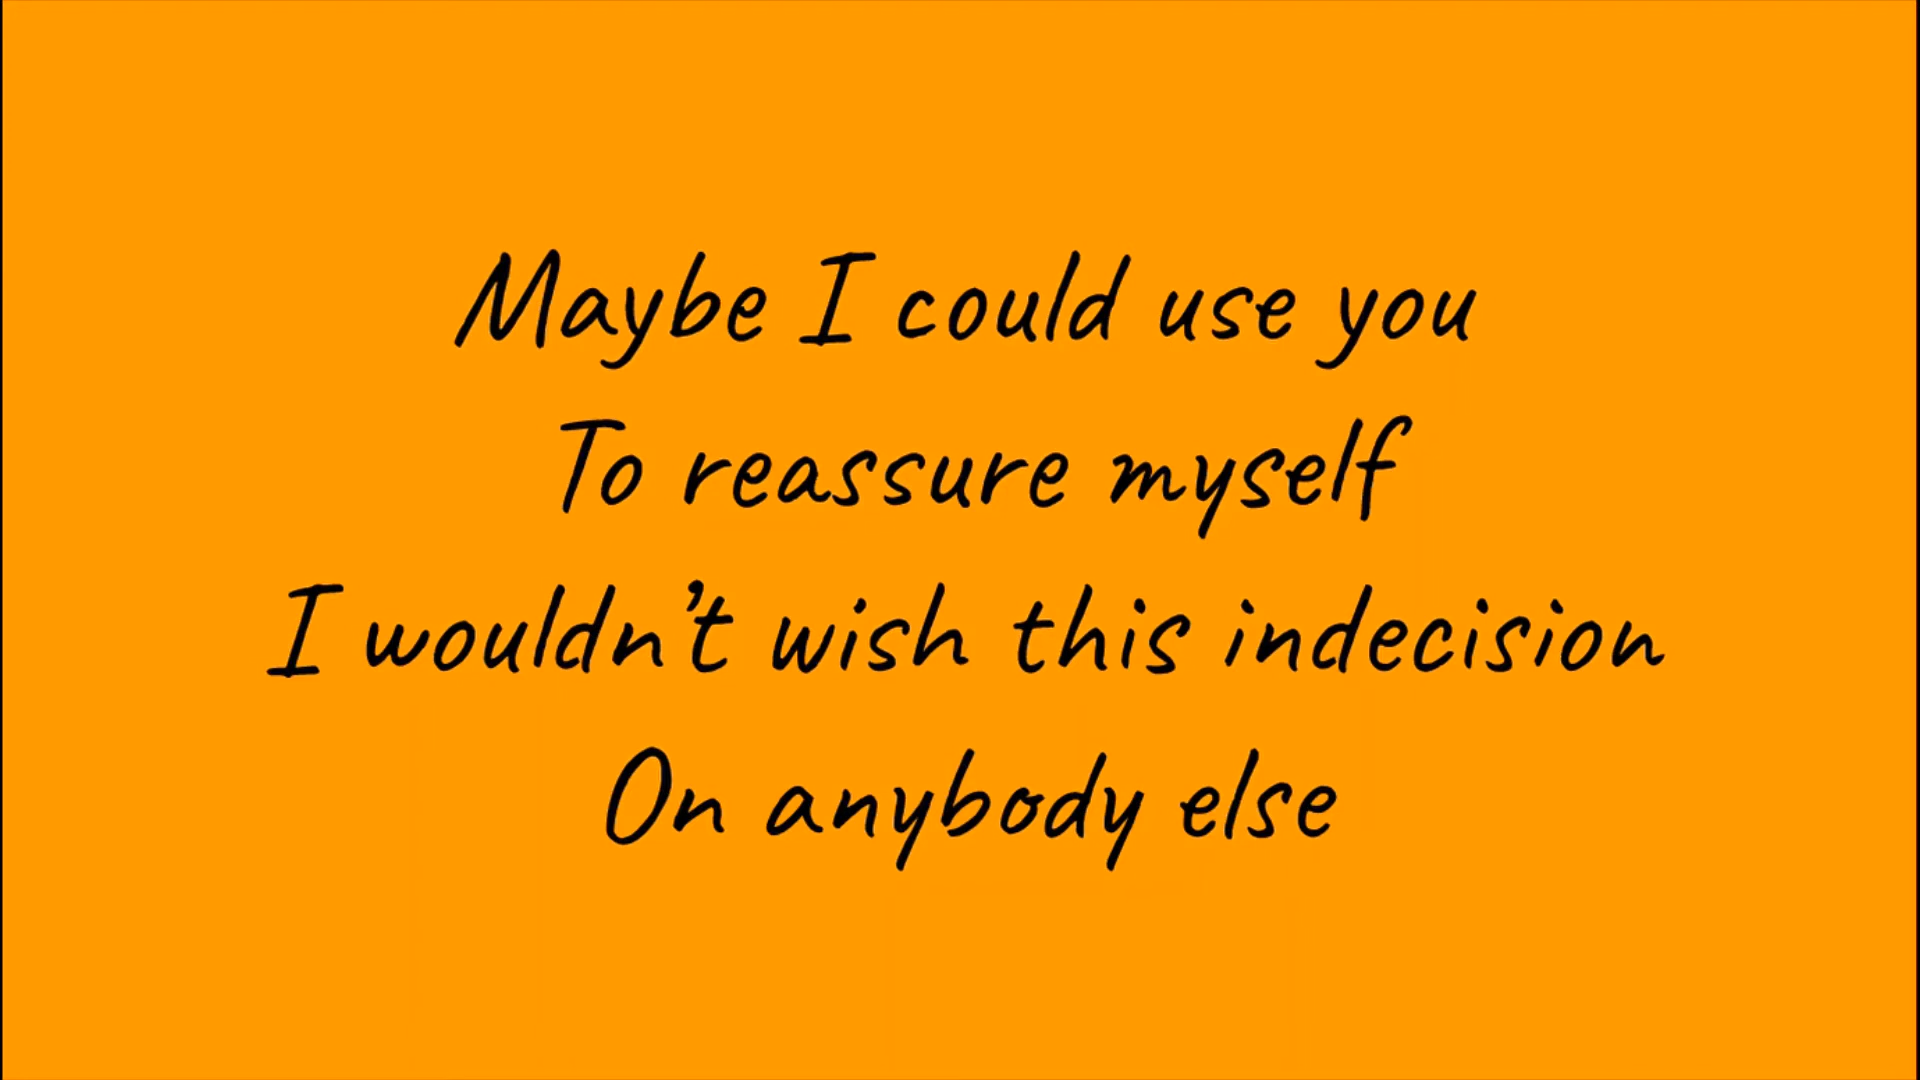 Maybe I could use you
To reassure myself
I wouldn't wish this indecision
On anybody else